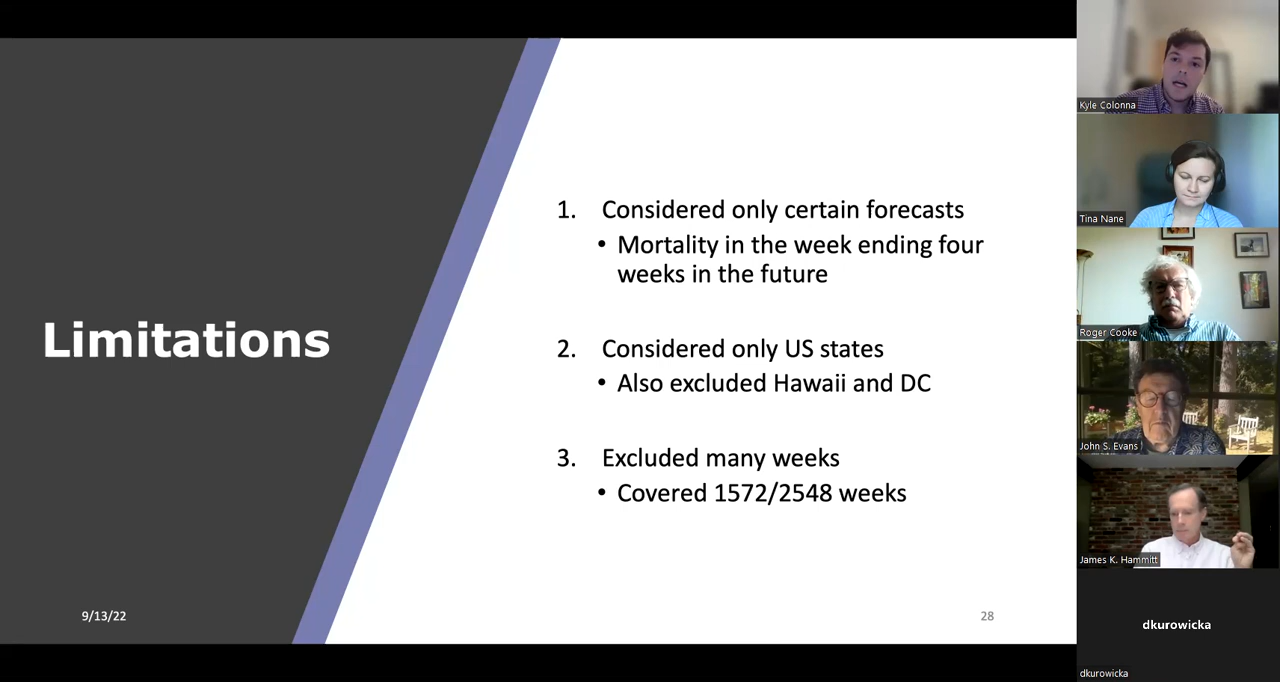 Limitations
1. Considered only certain forecasts
• Mortality in the week ending four
weeks in the future
2. Considered only US states
• Also excluded Hawaii and DC
3. Excluded many weeks
• Covered 1572/2548 weeks
9/13/22
28
Kyle Colonna
Tina Nane
Roger Cooke
John S. Evans
James K. Hammitt
dkurowicka
dkurowicka